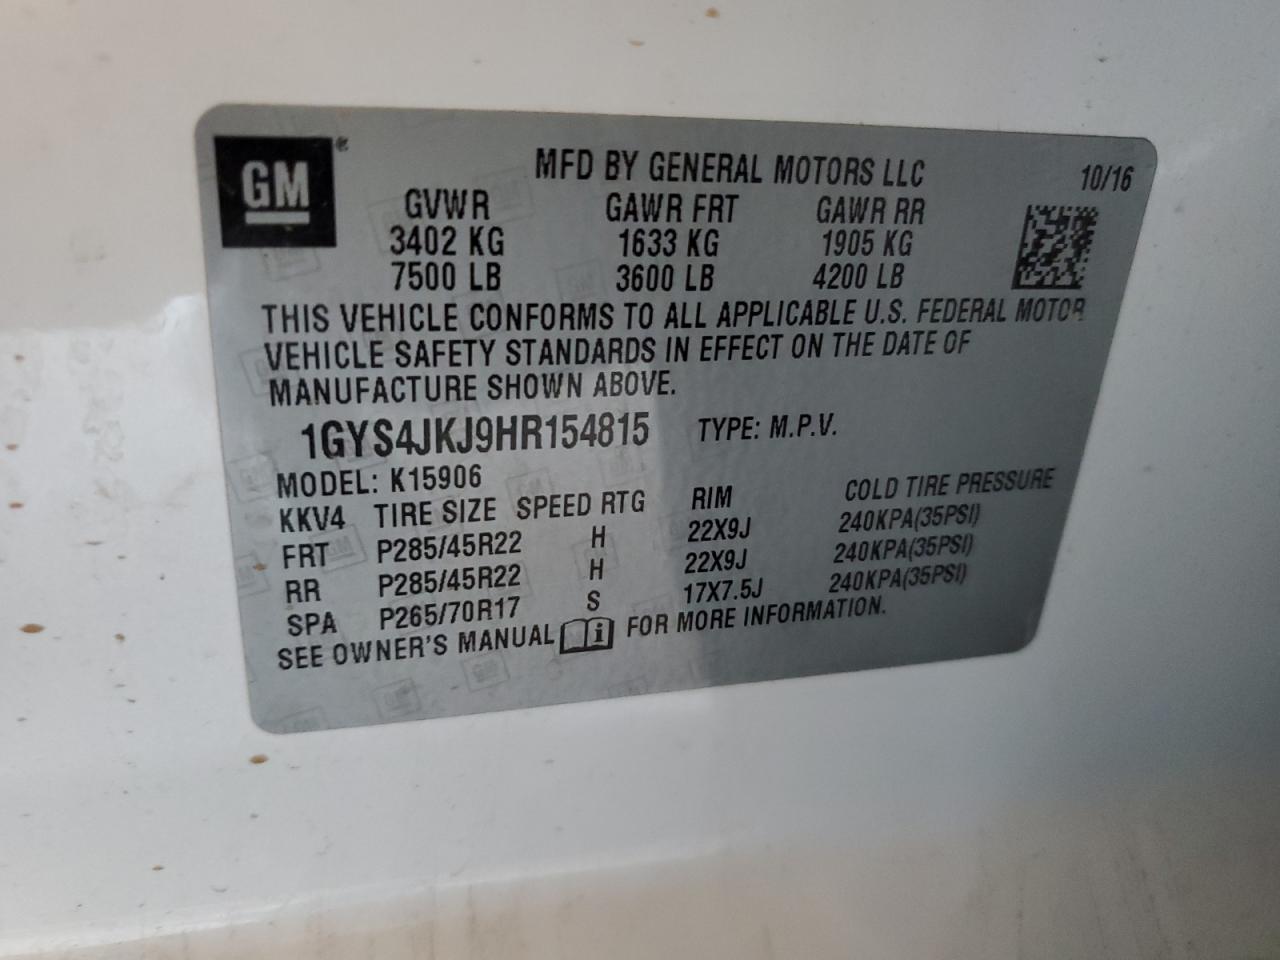 GM®
MFD BY GENERAL MOTORS LLC 10/16
GVWR GAWR FRT GAWR RR
3402 KG 1633 KG 1905 KG
7500 LB 3600 LB 4200 LB
THIS VEHICLE CONFORMS TO ALL APPLICABLE U.S. FEDERAL MOTOR
VEHICLE SAFETY STANDARDS IN EFFECT ON THE DATE OF
MANUFACTURE SHOWN ABOVE.
1GYS4JKJ9HR154815 TYPE: M.P.V.
MODEL: K15906
KKV4 TIRE SIZE SPEED RTG RIM COLD TIRE PRESSURE
FRT P285/45R22 H 22X9J 240KPA(35PSI)
RR P285/45R22 H 22X9J 240KPA(35PSI)
SPA P265/70R17 S 17X7.5J 240KPA(35PSI)
SEE OWNER'S MANUAL i FOR MORE INFORMATION.